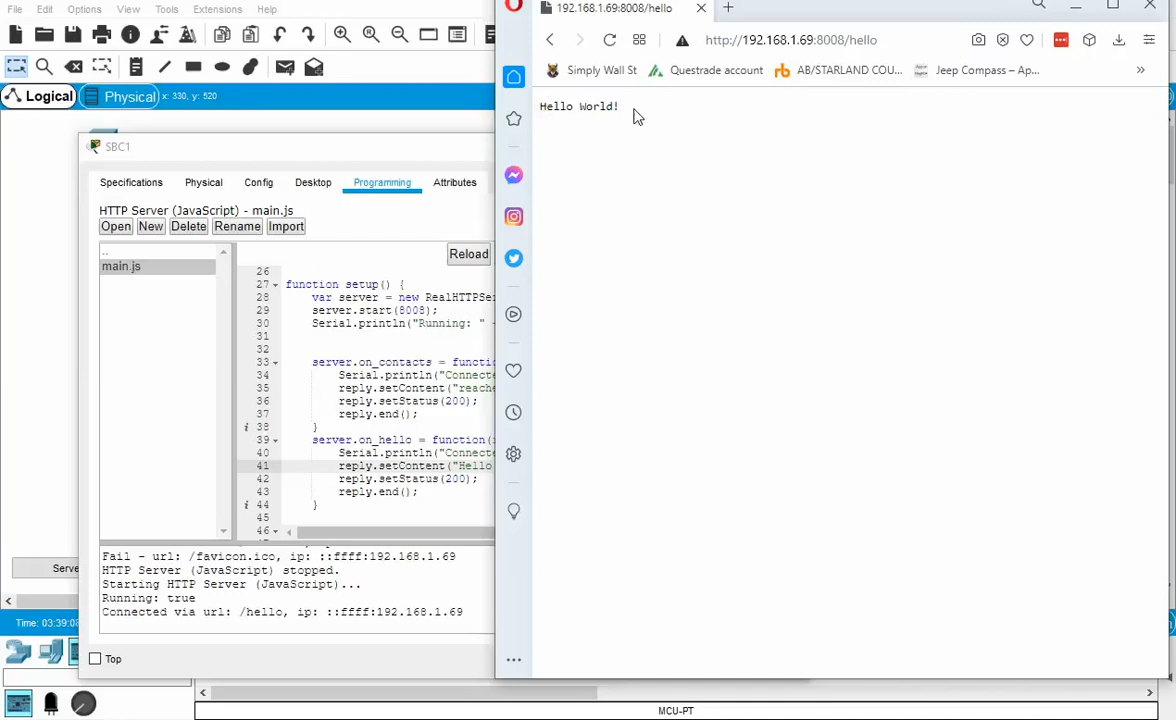 File Edit Options View Tools Extensions Help
Logical
Physical
x: 330, y: 520
SBC1
Specifications Physical Config Desktop Programming Attributes
HTTP Server (JavaScript) - main.js
Open New Delete Rename Import
..
main.js
Reload
26
27 function setup() {
28 var server = new RealHTTPSe
29 server.start(8008);
30 Serial.println("Running: "
31
32
33 server.on_contacts = functi
34 Serial.println("Connecte
35 reply.setContent("reache
36 reply.setStatus(200);
37 reply.end();
i 38 }
39 server.on_hello = function(
40 Serial.println("Connecte
41 reply.setContent("Hello
42 reply.setStatus(200);
43 reply.end();
i 44 }
45
46
Fail - url: /favicon.ico, ip: ::ffff:192.168.1.69
HTTP Server (JavaScript) stopped.
Starting HTTP Server (JavaScript)...
Running: true
Connected via url: /hello, ip: ::ffff:192.168.1.69
Top
Serve
Time: 03:39:08
MCU-PT
192.168.1.69:8008/hello
http://192.168.1.69:8008/hello
Simply Wall St Questrade account AB/STARLAND COU... Jeep Compass – Ap...
Hello World!